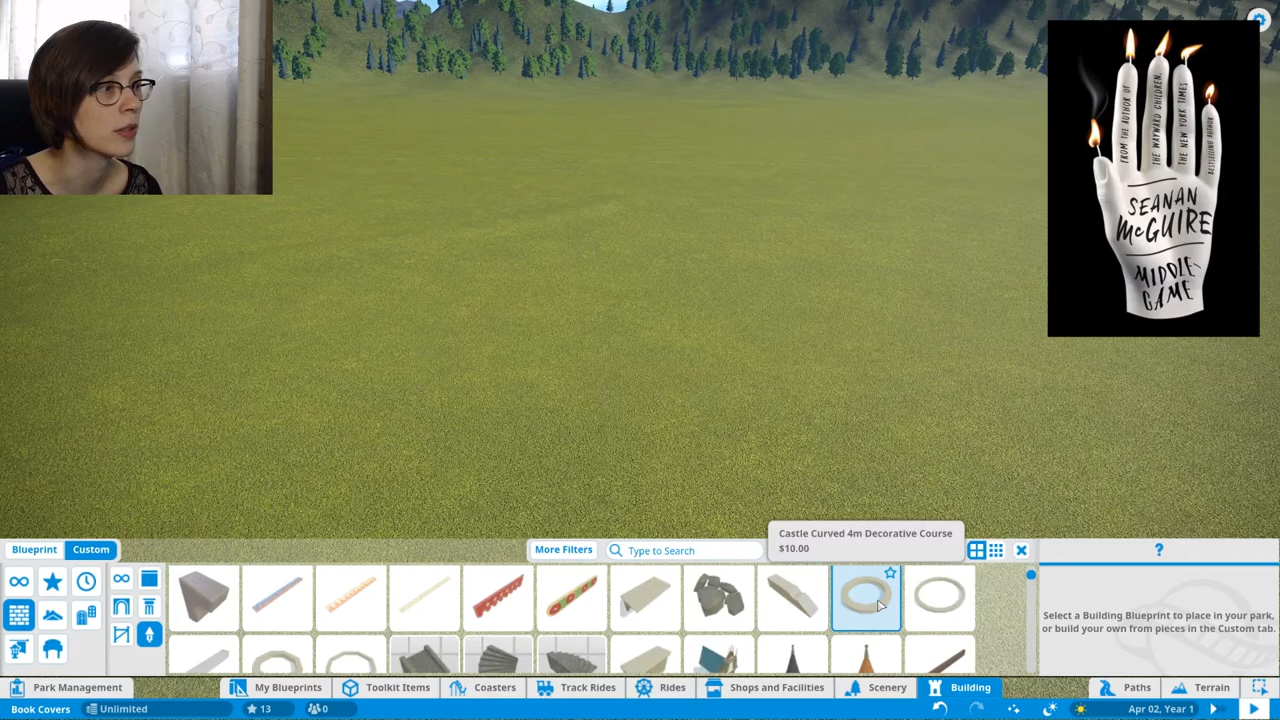 FROM THE AUTHOR OF
THE WAYWARD CHILDREN,
THE NEW YORK TIMES
BESTSELLING AUTHOR
SEANAN
McGUIRE
MIDDLE-
GAME
Castle Curved 4m Decorative Course
$10.00
Blueprint
Custom
More Filters
Type to Search
?
Select a Building Blueprint to place in your park,
or build your own from pieces in the Custom tab.
Park Management
My Blueprints
Toolkit Items
Coasters
Track Rides
Rides
Shops and Facilities
Scenery
Building
Paths
Terrain
Book Covers
Unlimited
13
0
Apr 02, Year 1